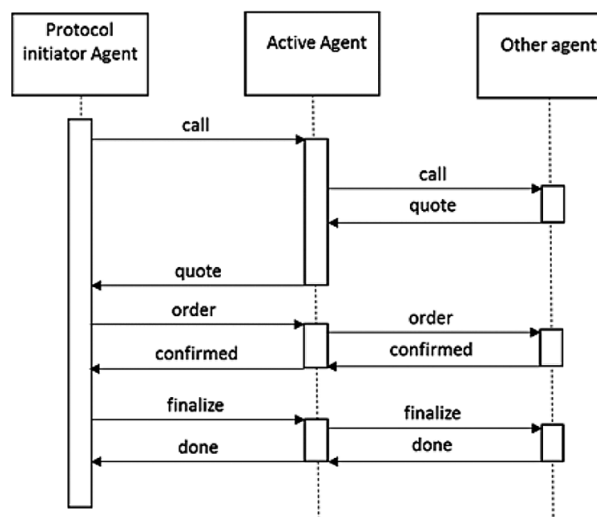 Protocol
initiator Agent
Active Agent
Other agent
call
call
quote
quote
order
order
confirmed
confirmed
finalize
finalize
done
done